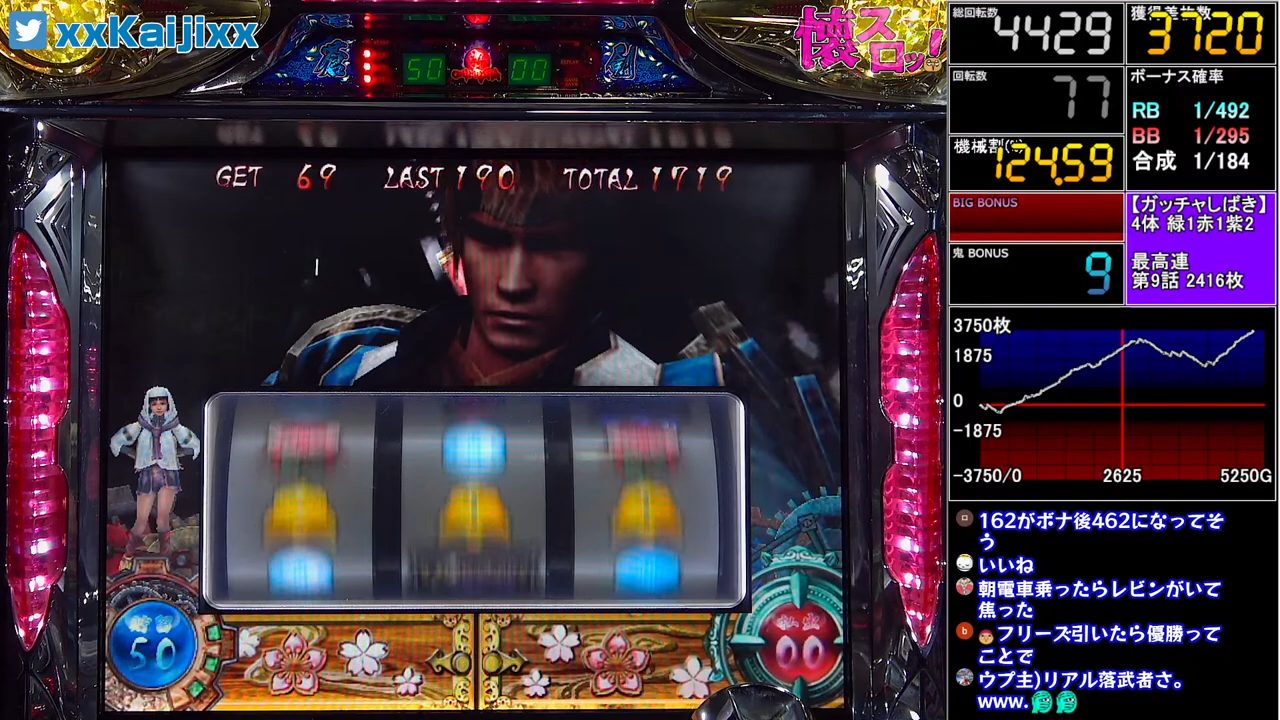 xxKaijixx
蒼
50
00
剣
懐スロッ!
GET 69 LAST 190 TOTAL 1719
50
00
総回転数
4429
獲得差枚数
3720
回転数
77
ボーナス確率
RB 1/492
BB 1/295
合成 1/184
機械割(%)
124.59
BIG BONUS
鬼 BONUS
9
【ガッチャしばき】
4体 緑1赤1紫2
最高連
第9話 2416枚
3750枚
1875
0
-1875
-3750/0
2625
5250G
162がボナ後462になってそ
う
いいね
朝電車乗ったらレビンがいて
焦った
フリーズ引いたら優勝って
ことで
ウプ主)リアル落武者さ。
www.